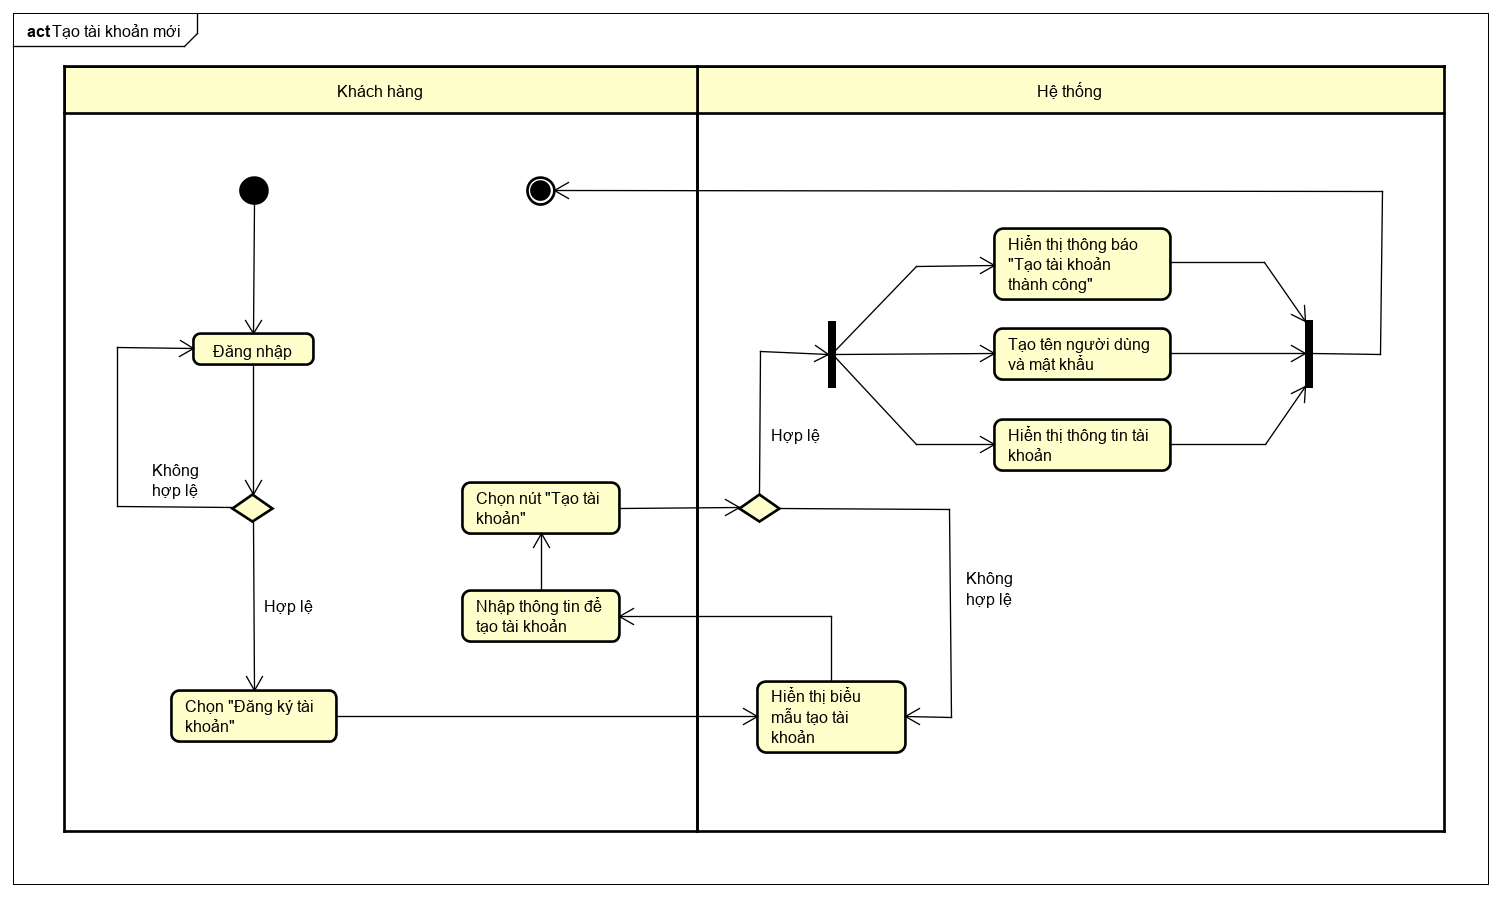 act Tạo tài khoản mới
Khách hàng
Hệ thống
Hiển thị thông báo
"Tạo tài khoản
thành công"
Đăng nhập
Tạo tên người dùng
và mật khẩu
Hợp lệ
Hiển thị thông tin tài
khoản
Không
hợp lệ
Chọn nút "Tạo tài
khoản"
Không
hợp lệ
Hợp lệ
Nhập thông tin để
tạo tài khoản
Chọn "Đăng ký tài
khoản"
Hiển thị biểu
mẫu tạo tài
khoản